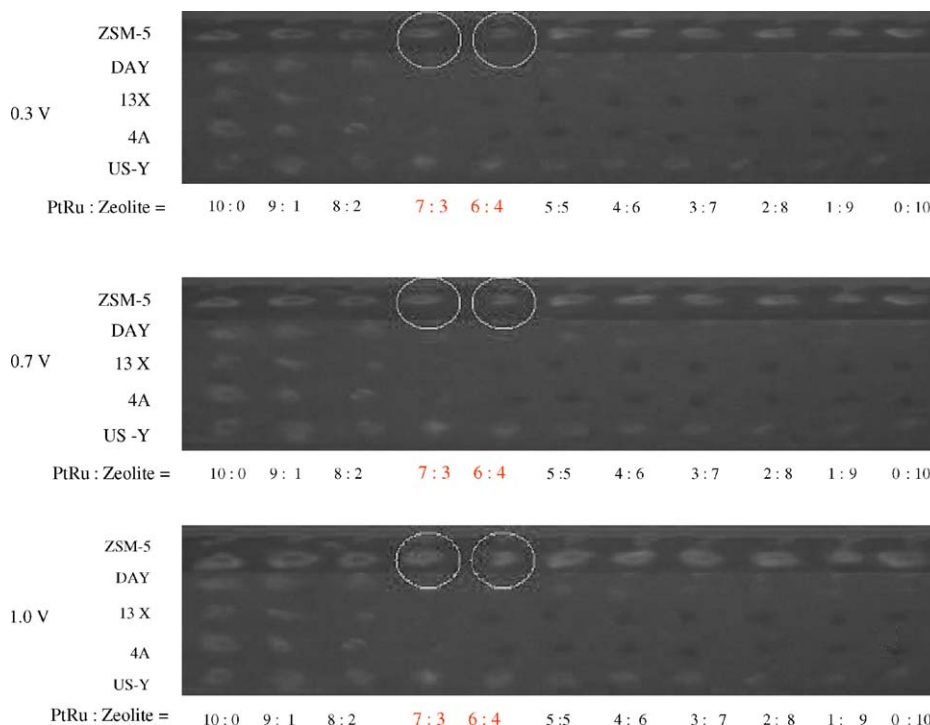 ZSM-5
DAY
13X
0.3 V
4A
US-Y
PtRu : Zeolite = 10 : 0 9 : 1 8 : 2 7 : 3 6 : 4 5 :5 4 : 6 3 : 7 2 : 8 1 : 9 0 : 10
ZSM-5
DAY
0.7 V 13 X
4A
US -Y
PtRu : Zeolite = 10 : 0 9 : 1 8 : 2 7 : 3 6 : 4 5 :5 4 : 6 3 : 7 2 : 8 1 : 9 0 : 10
ZSM-5
DAY
1.0 V 13 X
4A
US-Y
PtRu : Zeolite = 10 : 0 9 : 1 8 : 2 7 : 3 6 : 4 5:5 4 : 6 3 : 7 2 : 8 1 : 9 0 : 10